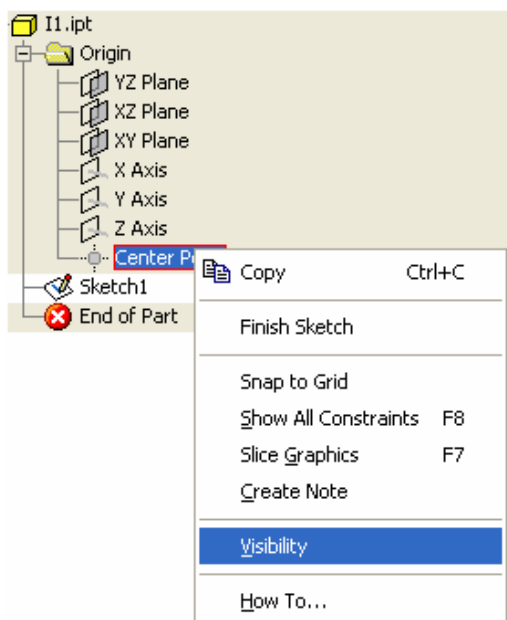 I1.ipt
Origin
YZ Plane
XZ Plane
XY Plane
X Axis
Y Axis
Z Axis
Center
Sketch1
End of Part
Copy Ctrl+C
Finish Sketch
Snap to Grid
Show All Constraints F8
Slice Graphics F7
Create Note
Visibility
How To...